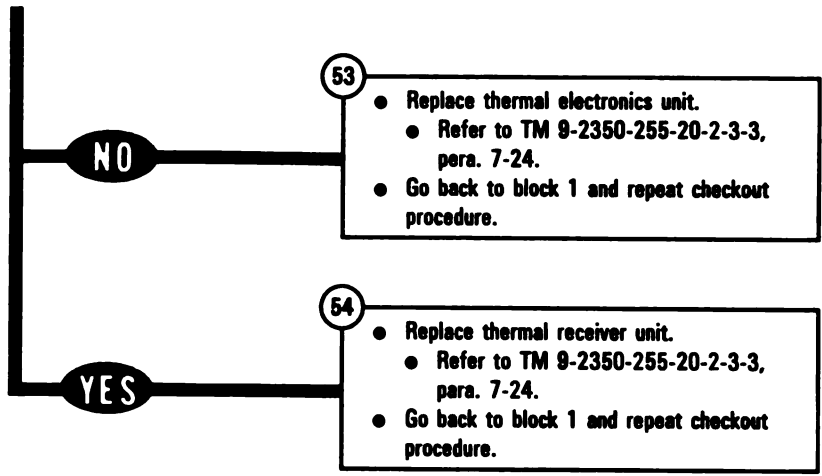 53
● Replace thermal electronics unit.
● Refer to TM 9-2350-255-20-2-3-3,
pera. 7-24.
NO
● Go back to block 1 and repeat checkout
procedure.
54
● Replace thermal receiver unit.
● Refer to TM 9-2350-255-20-2-3-3,
para. 7-24.
YES
● Go back to block 1 and repeat checkout
procedure.